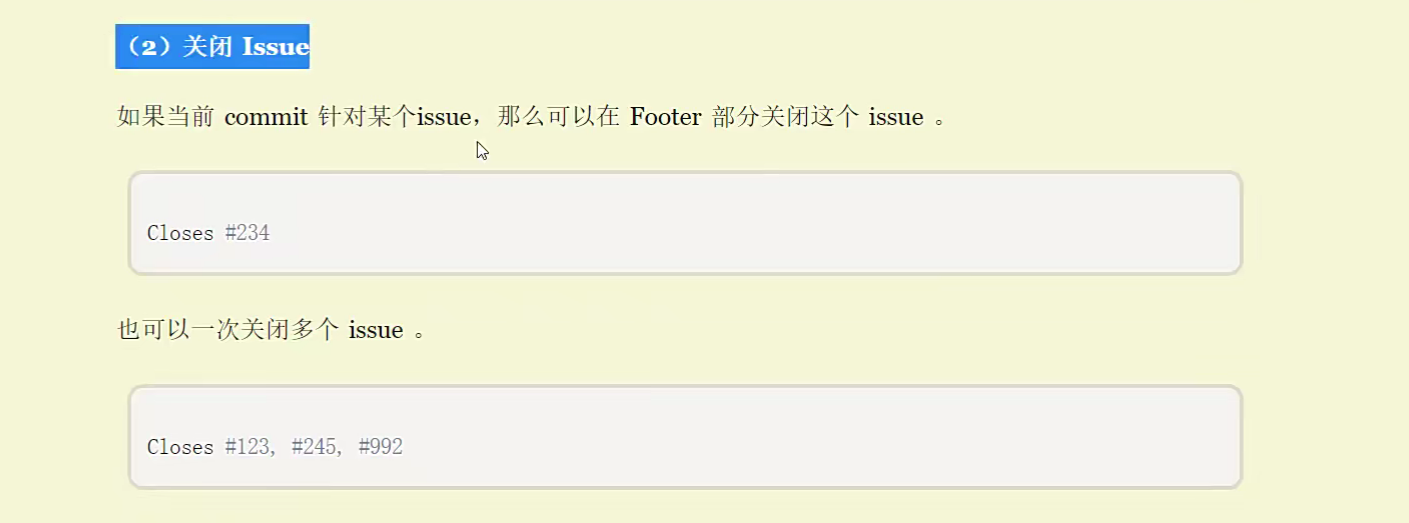 （2）关闭 Issue
如果当前 commit 针对某个issue，那么可以在 Footer 部分关闭这个 issue 。
Closes #234
也可以一次关闭多个 issue 。
Closes #123, #245, #992